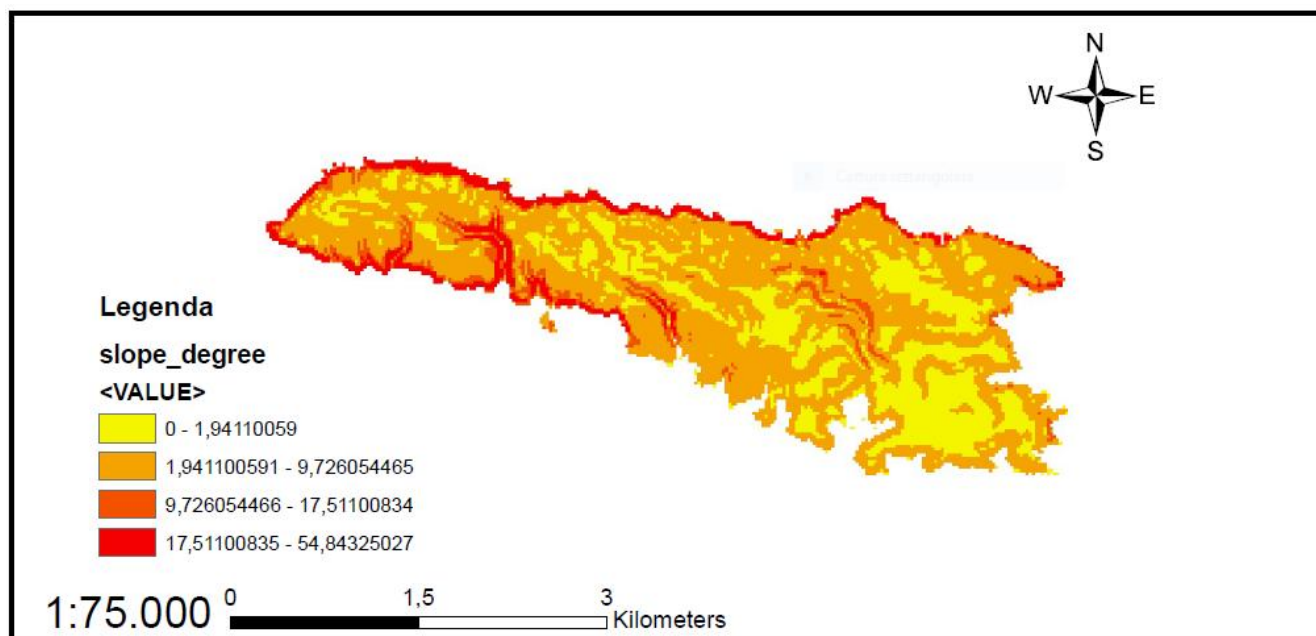 N
W E
S
Legenda
slope_degree
<VALUE>
0 - 1,94110059
1,941100591 - 9,726054465
9,726054466 - 17,51100834
17,51100835 - 54,84325027
1:75.000 0 1,5 3 Kilometers